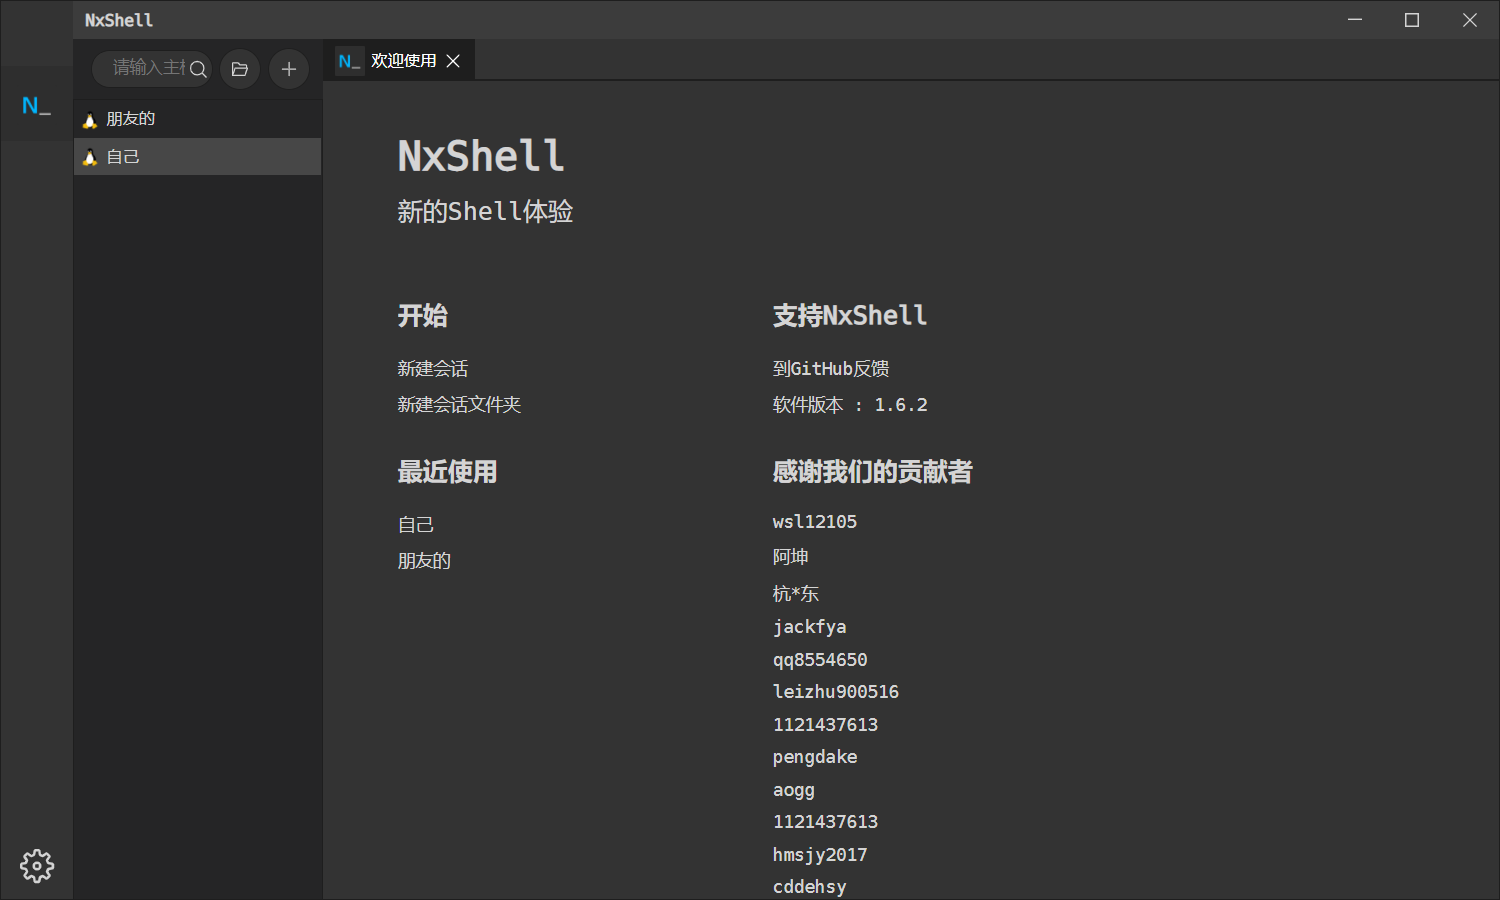 NxShell
请输入主
N_ 欢迎使用
N_
朋友的
自己
NxShell
新的Shell体验
开始
新建会话
新建会话文件夹
最近使用
自己
朋友的
支持NxShell
到GitHub反馈
软件版本 : 1.6.2
感谢我们的贡献者
wsl12105
阿坤
杭*东
jackfya
qq8554650
leizhu900516
1121437613
pengdake
aogg
1121437613
hmsjy2017
cddehsy